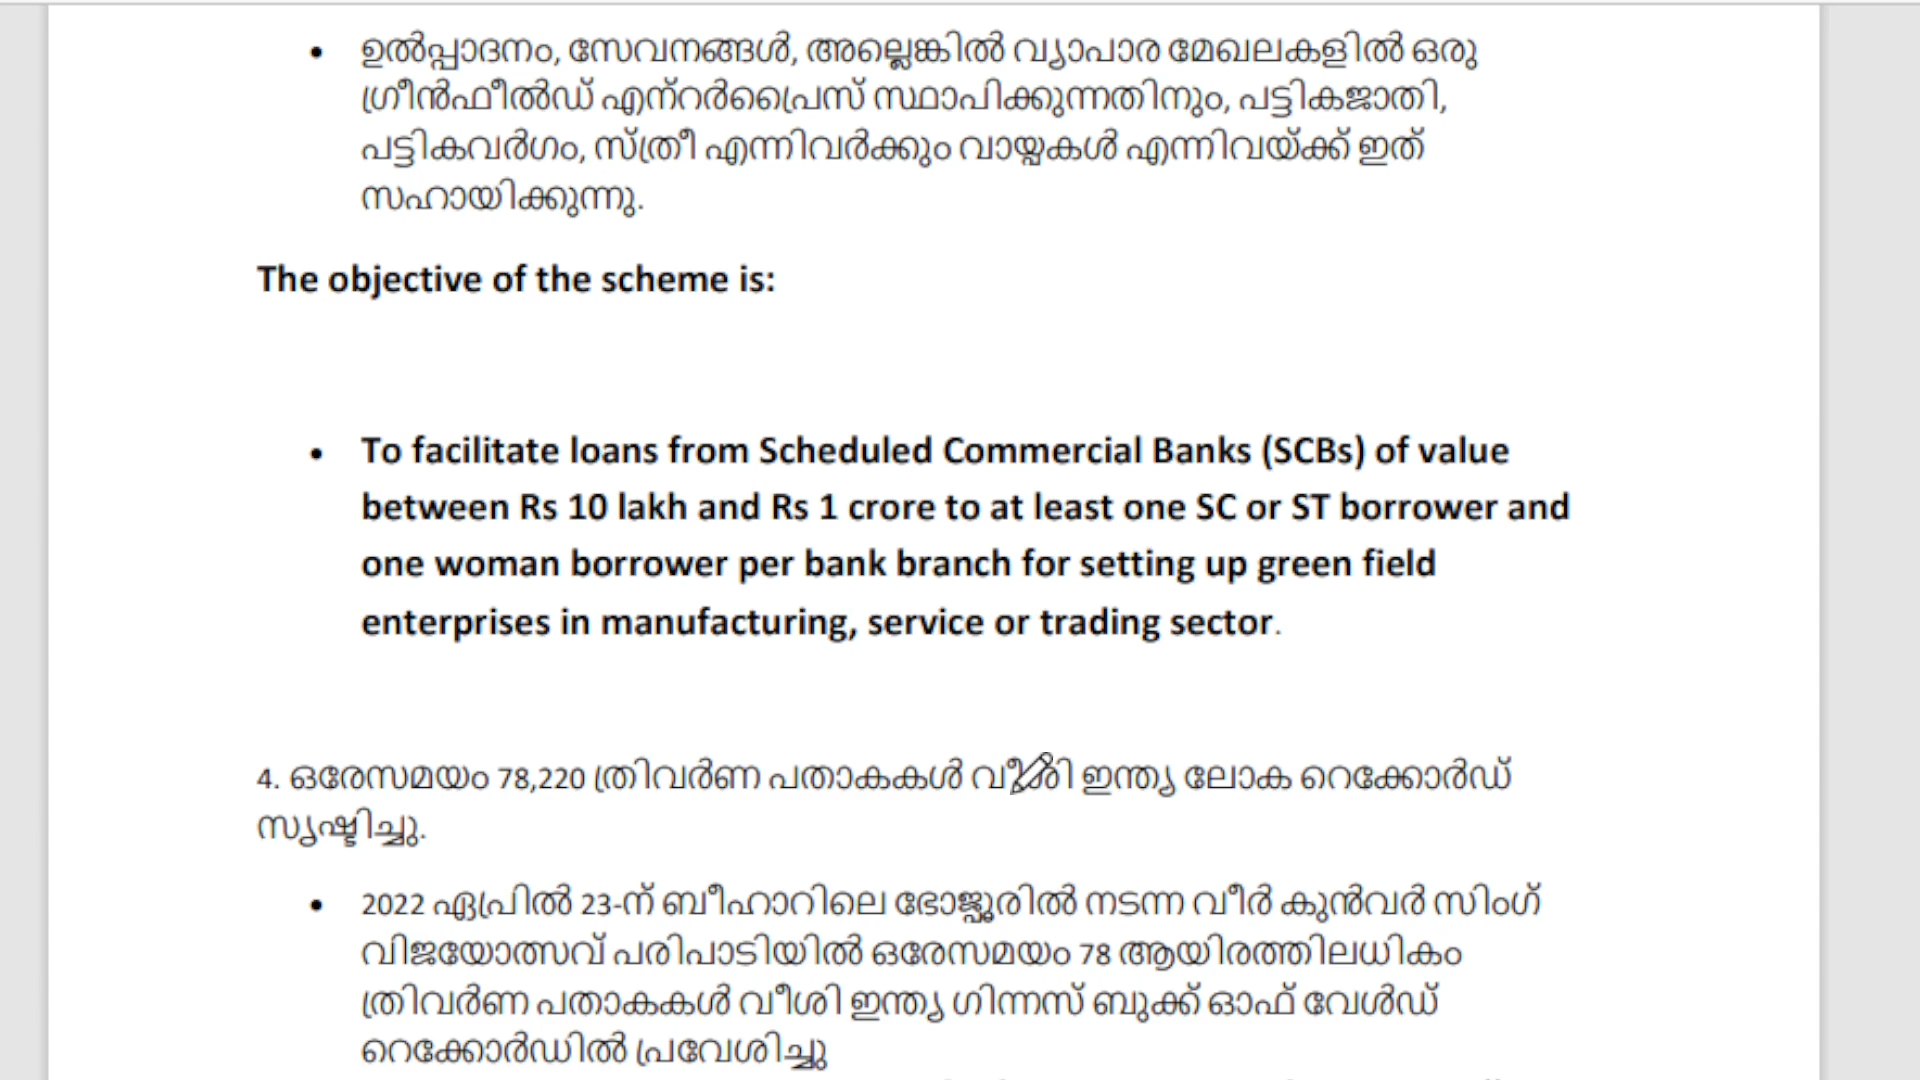 • ഉൽപ്പാദനം, സേവനങ്ങൾ, അല്ലെങ്കിൽ വ്യാപാര മേഖലകളിൽ ഒരു
ഗ്രീൻഫീൽഡ് എന്റർപ്രൈസ് സ്ഥാപിക്കുന്നതിനും, പട്ടികജാതി,
പട്ടികവർഗം, സ്ത്രീ എന്നിവർക്കും വായ്പകൾ എന്നിവയ്ക്ക് ഇത്
സഹായിക്കുന്നു.
The objective of the scheme is:
• To facilitate loans from Scheduled Commercial Banks (SCBs) of value
between Rs 10 lakh and Rs 1 crore to at least one SC or ST borrower and
one woman borrower per bank branch for setting up green field
enterprises in manufacturing, service or trading sector.
4. ഒരേസമയം 78,220 ത്രിവർണ പതാകകൾ വീശി ഇന്ത്യ ലോക റെക്കോർഡ്
സൃഷ്ടിച്ചു.
• 2022 ഏപ്രിൽ 23-ന് ബീഹാറിലെ ഭോജ്പൂരിൽ നടന്ന വീർ കുൻവർ സിംഗ്
വിജയോത്സവ് പരിപാടിയിൽ ഒരേസമയം 78 ആയിരത്തിലധികം
ത്രിവർണ പതാകകൾ വീശി ഇന്ത്യ ഗിന്നസ് ബുക്ക് ഓഫ് വേൾഡ്
റെക്കോർഡിൽ പ്രവേശിച്ചു